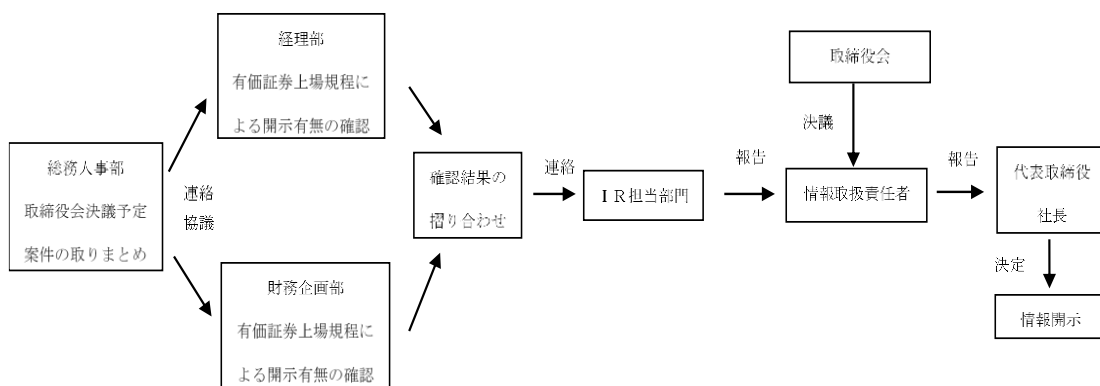 総務人事部
取締役会決議予定
案件の取りまとめ
連絡
協議
経理部
有価証券上場規程に
よる開示有無の確認
財務企画部
有価証券上場規程に
よる開示有無の確認
確認結果の
摺り合わせ
連絡
ＩＲ担当部門
報告
取締役会
決議
情報取扱責任者
報告
代表取締役
社長
決定
情報開示